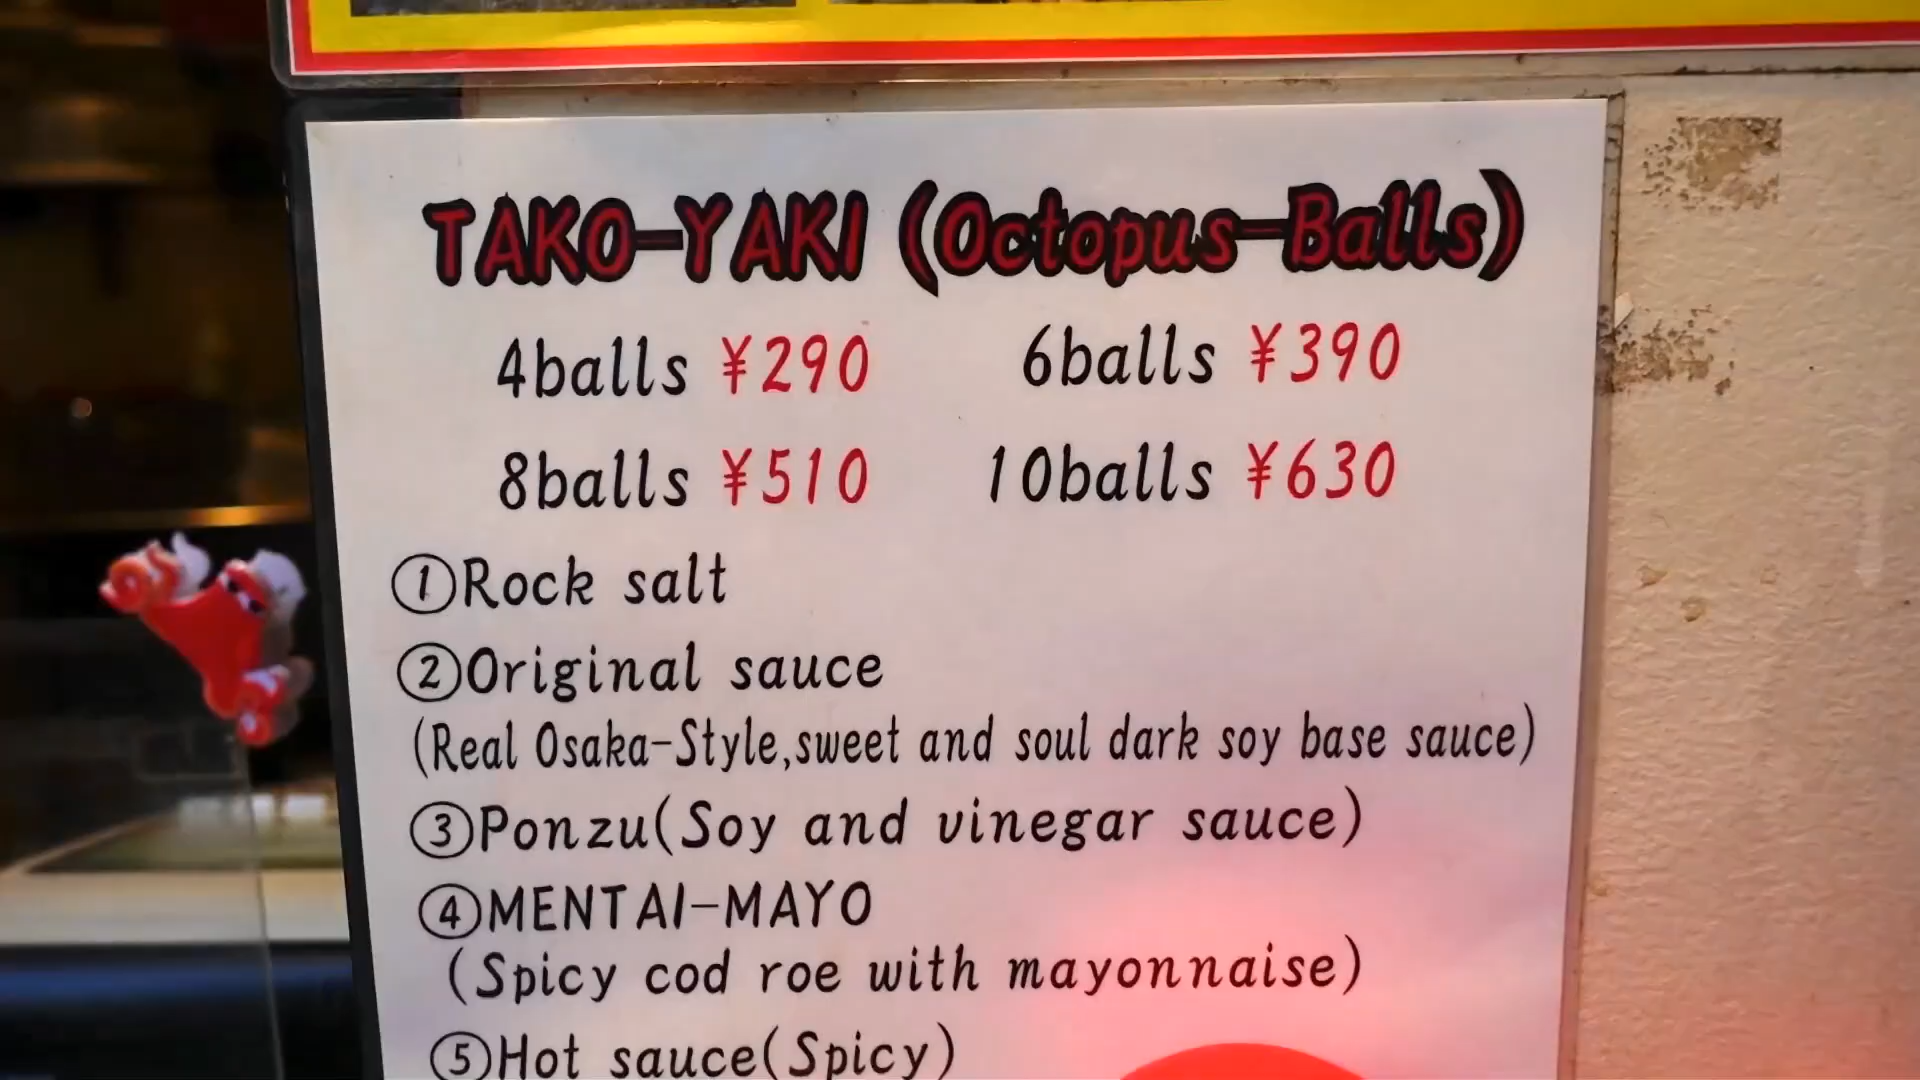 TAKO-YAKI (Octopus-Balls)
4balls ¥290 6balls ¥390
8balls ¥510 10balls ¥630
①Rock salt
②Original sauce
(Real Osaka-Style,sweet and soul dark soy base sauce)
③Ponzu(Soy and vinegar sauce)
④MENTAI-MAYO
(Spicy cod roe with mayonnaise)
⑤Hot sauce(Spicy)